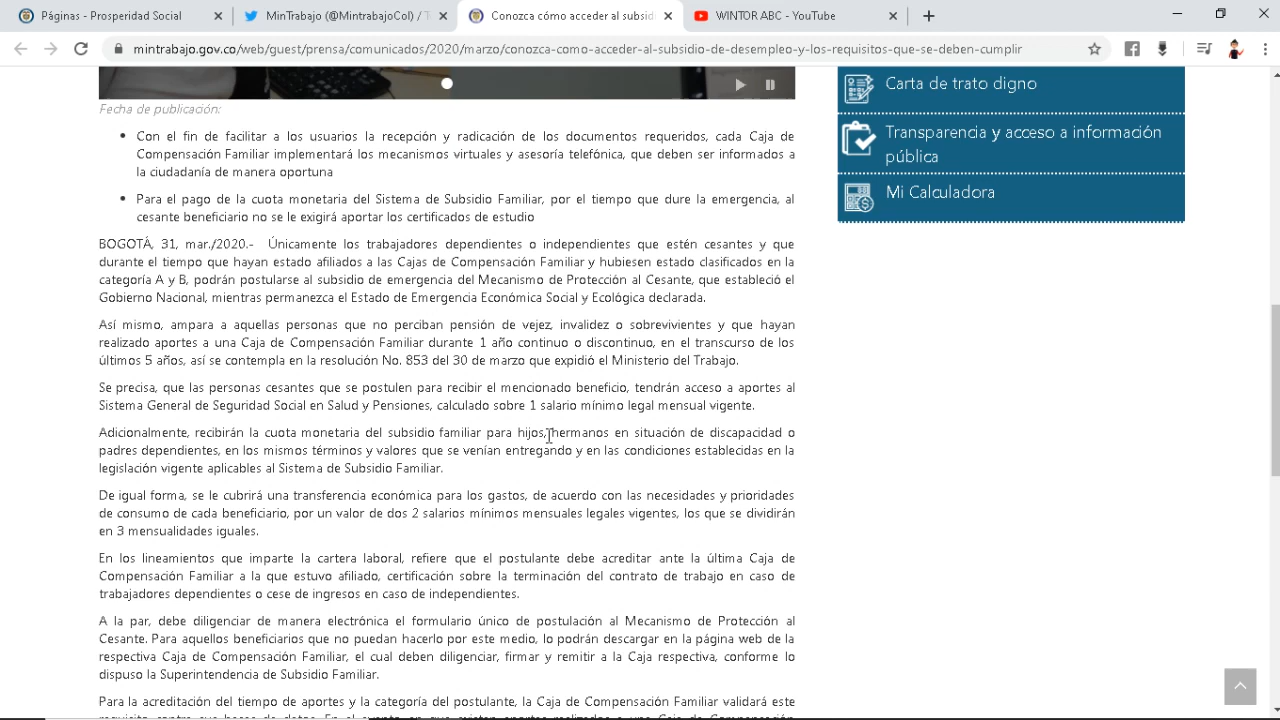 Páginas - Prosperidad Social
MinTrabajo (@MintrabajoCol) / T
Conozca cómo acceder al subsid
WINTOR ABC - YouTube
mintrabajo.gov.co/web/guest/prensa/comunicados/2020/marzo/conozca-como-acceder-al-subsidio-de-desempleo-y-los-requisitos-que-se-deben-cumplir
Fecha de publicación:
• Con el fin de facilitar a los usuarios la recepción y radicación de los documentos requeridos, cada Caja de
Compensación Familiar implementará los mecanismos virtuales y asesoría telefónica, que deben ser informados a
la ciudadanía de manera oportuna
• Para el pago de la cuota monetaria del Sistema de Subsidio Familiar, por el tiempo que dure la emergencia, al
cesante beneficiario no se le exigirá aportar los certificados de estudio
BOGOTÁ, 31, mar./2020.- Únicamente los trabajadores dependientes o independientes que estén cesantes y que
durante el tiempo que hayan estado afiliados a las Cajas de Compensación Familiar y hubiesen estado clasificados en la
categoría A y B, podrán postularse al subsidio de emergencia del Mecanismo de Protección al Cesante, que estableció el
Gobierno Nacional, mientras permanezca el Estado de Emergencia Económica Social y Ecológica declarada.
Así mismo, ampara a aquellas personas que no perciban pensión de vejez, invalidez o sobrevivientes y que hayan
realizado aportes a una Caja de Compensación Familiar durante 1 año continuo o discontinuo, en el transcurso de los
últimos 5 años, así se contempla en la resolución No. 853 del 30 de marzo que expidió el Ministerio del Trabajo.
Se precisa, que las personas cesantes que se postulen para recibir el mencionado beneficio, tendrán acceso a aportes al
Sistema General de Seguridad Social en Salud y Pensiones, calculado sobre 1 salario mínimo legal mensual vigente.
Adicionalmente, recibirán la cuota monetaria del subsidio familiar para hijos, hermanos en situación de discapacidad o
padres dependientes, en los mismos términos y valores que se venían entregando y en las condiciones establecidas en la
legislación vigente aplicables al Sistema de Subsidio Familiar.
De igual forma, se le cubrirá una transferencia económica para los gastos, de acuerdo con las necesidades y prioridades
de consumo de cada beneficiario, por un valor de dos 2 salarios mínimos mensuales legales vigentes, los que se dividirán
en 3 mensualidades iguales.
En los lineamientos que imparte la cartera laboral, refiere que el postulante debe acreditar ante la última Caja de
Compensación Familiar a la que estuvo afiliado, certificación sobre la terminación del contrato de trabajo en caso de
trabajadores dependientes o cese de ingresos en caso de independientes.
A la par, debe diligenciar de manera electrónica el formulario único de postulación al Mecanismo de Protección al
Cesante. Para aquellos beneficiarios que no puedan hacerlo por este medio, lo podrán descargar en la página web de la
respectiva Caja de Compensación Familiar, el cual deben diligenciar, firmar y remitir a la Caja respectiva, conforme lo
dispuso la Superintendencia de Subsidio Familiar.
Para la acreditación del tiempo de aportes y la categoría del postulante, la Caja de Compensación Familiar validará este
Carta de trato digno
Transparencia y acceso a información
pública
Mi Calculadora